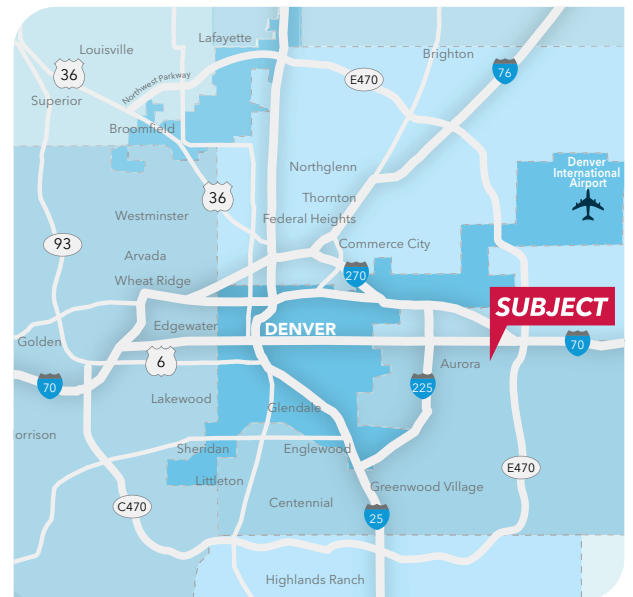 Lafayette
Louisville
Brighton
36
Northwest Parkway
E470
76
Superior
Broomfield
Northglenn
Denver
International
Airport
Thornton
36
Westminster
Federal Heights
93
Commerce City
Arvada
270
Wheat Ridge
SUBJECT
Edgewater
DENVER
Golden
70
6
Aurora
70
225
Lakewood
Glendale
orrison
Sheridan
Englewood
E470
Littleton
Greenwood Village
C470
Centennial
25
Highlands Ranch